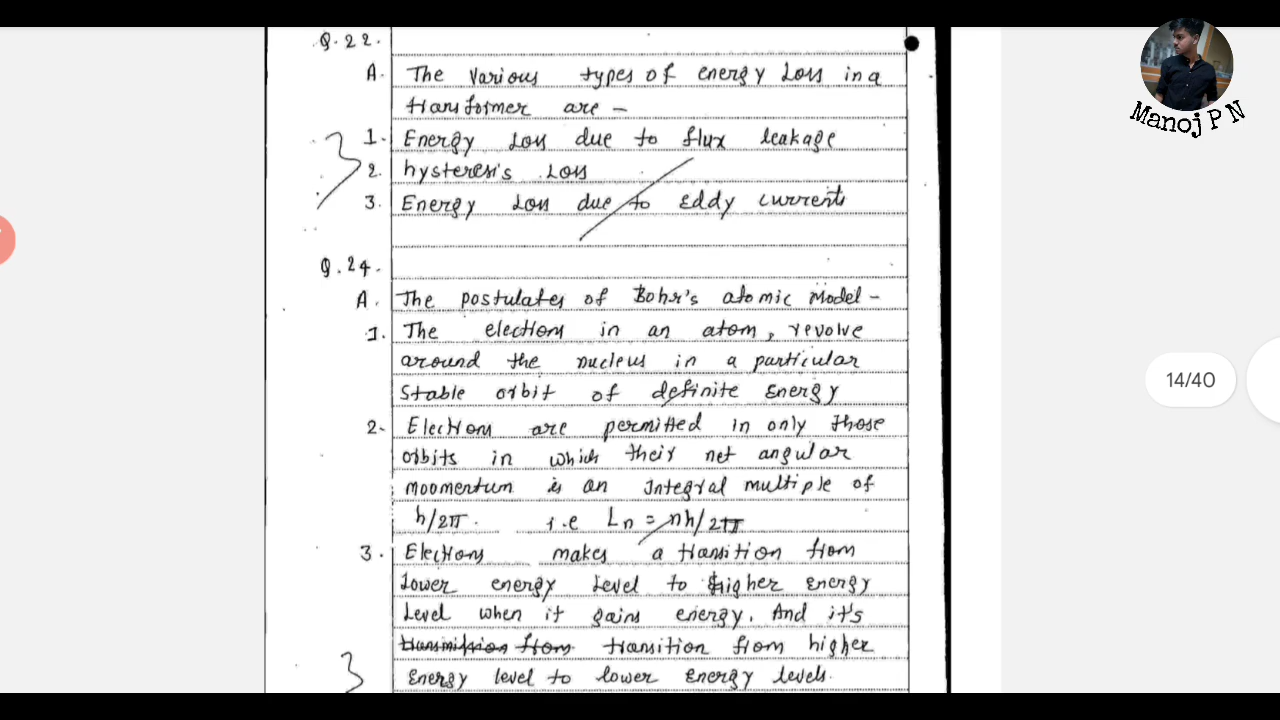 Q.22.
A. The various types of energy Loss in a
transformer are -
1. Energy Loss due to flux leakage
2. hysteresis Loss
3. Energy Loss due to Eddy currents
Q.24.
A. The postulates of Bohr's atomic Model -
1. The electrons in an atom, revolve
around the nucleus in a particular
Stable orbit of definite Energy
2- Electrons are permitted in only those
orbits in which their net angular
moomentum is an Integral multiple of
h/2π. i.e Ln = nh/2π
3. Electrons makes a transition from
Lower energy Level to Higher Energy
Level when it gains energy. And it's
transmission from transition from higher
Energy level to lower Energy levels.
Manoj P N
14/40